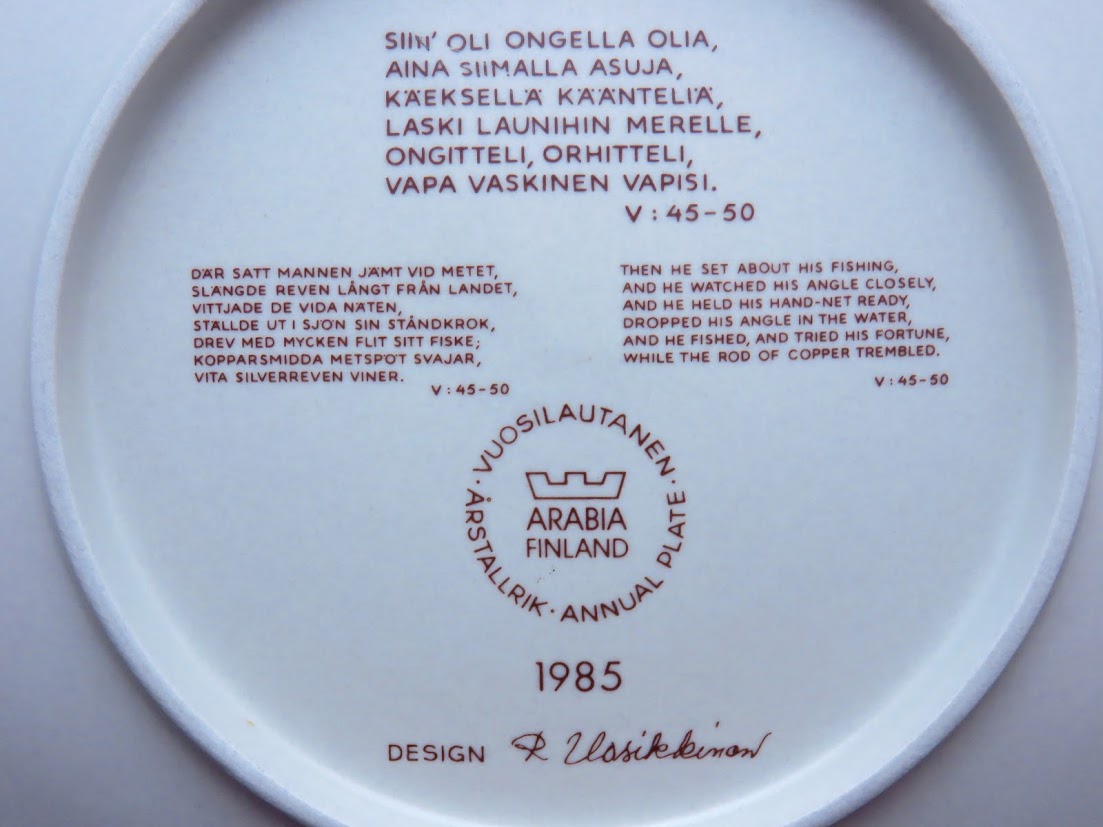 SIIN' OLI ONGELLA OLIA,
AINA SIIMALLA ASUJA,
KÄEKSELLÄ KÄÄNTELIÄ,
LASKI LAUNIHIN MERELLE,
ONGITTELI, ORHITTELI,
VAPA VASKINEN VAPISI.
V : 45-50
DÄR SATT MANNEN JÄMT VID METET,
SLÄNGDE REVEN LÅNGT FRÅN LANDET,
VITTJADE DE VIDA NÄTEN,
STÄLLDE UT I SJÖN SIN STÅNDKROK,
DREV MED MYCKEN FLIT SITT FISKE;
KOPPARSMIDDA METSPÖT SVAJAR,
VITA SILVERREVEN VINER.
V : 45-50
THEN HE SET ABOUT HIS FISHING,
AND HE WATCHED HIS ANGLE CLOSELY,
AND HE HELD HIS HAND-NET READY,
DROPPED HIS ANGLE IN THE WATER,
AND HE FISHED, AND TRIED HIS FORTUNE,
WHILE THE ROD OF COPPER TREMBLED.
V : 45-50
· VUOSILAUTANEN · ANNUAL PLATE · ÅRSTALLRIK
ARABIA
FINLAND
1985
DESIGN R Uosikkinen